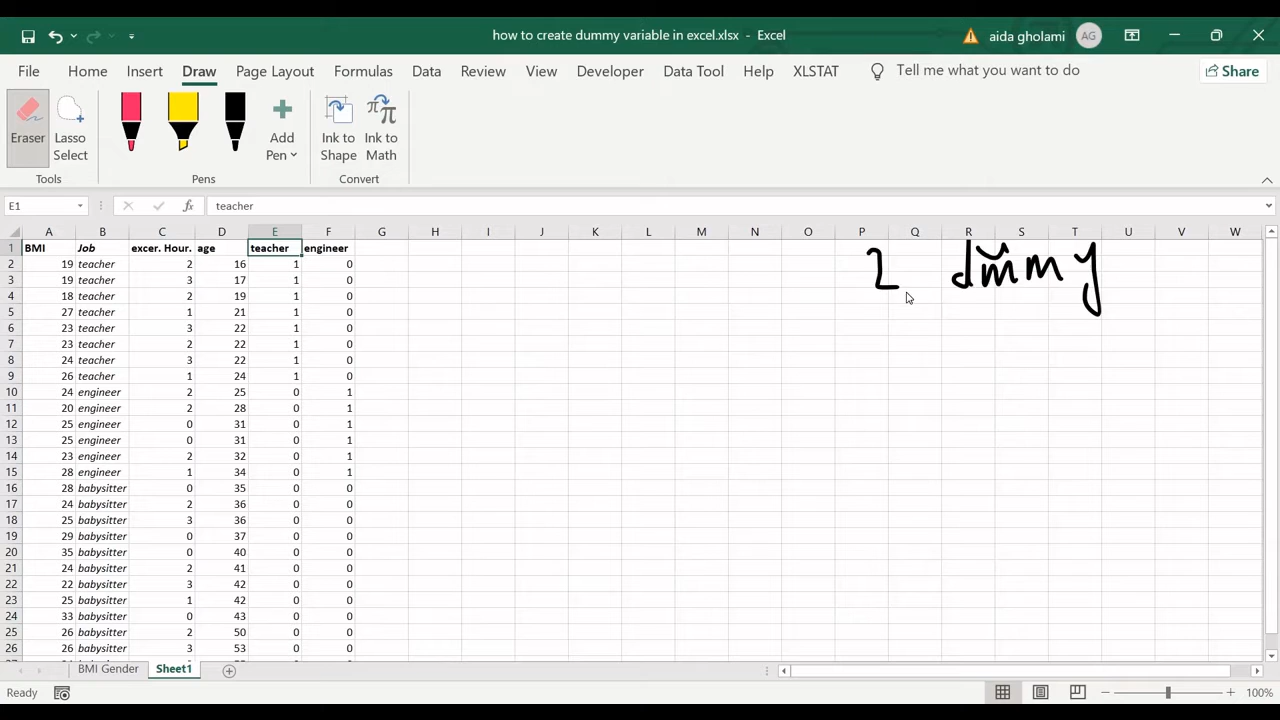 how to create dummy variable in excel.xlsx - Excel
aida gholami AG
File Home Insert Draw Page Layout Formulas Data Review View Developer Data Tool Help XLSTAT Tell me what you want to do Share
Eraser Lasso Select Add Pen Ink to Shape Ink to Math
Tools Pens Convert
E1 fx teacher
A B C D E F G H I J K L M N O P Q R S T U V W
1 BMI Job excer. Hour. age teacher engineer
2 19 teacher 2 16 1 0
3 19 teacher 3 17 1 0
4 18 teacher 2 19 1 0
5 27 teacher 1 21 1 0
6 23 teacher 3 22 1 0
7 23 teacher 2 22 1 0
8 24 teacher 3 22 1 0
9 26 teacher 1 24 1 0
10 24 engineer 2 25 0 1
11 20 engineer 2 28 0 1
12 25 engineer 0 31 0 1
13 25 engineer 0 31 0 1
14 23 engineer 2 32 0 1
15 28 engineer 1 34 0 1
16 28 babysitter 0 35 0 0
17 24 babysitter 2 36 0 0
18 25 babysitter 3 36 0 0
19 29 babysitter 0 37 0 0
20 35 babysitter 0 40 0 0
21 24 babysitter 2 41 0 0
22 22 babysitter 3 42 0 0
23 25 babysitter 1 42 0 0
24 33 babysitter 0 43 0 0
25 26 babysitter 2 50 0 0
26 26 babysitter 3 53 0 0
2 dummy
BMI Gender Sheet1
Ready 100%